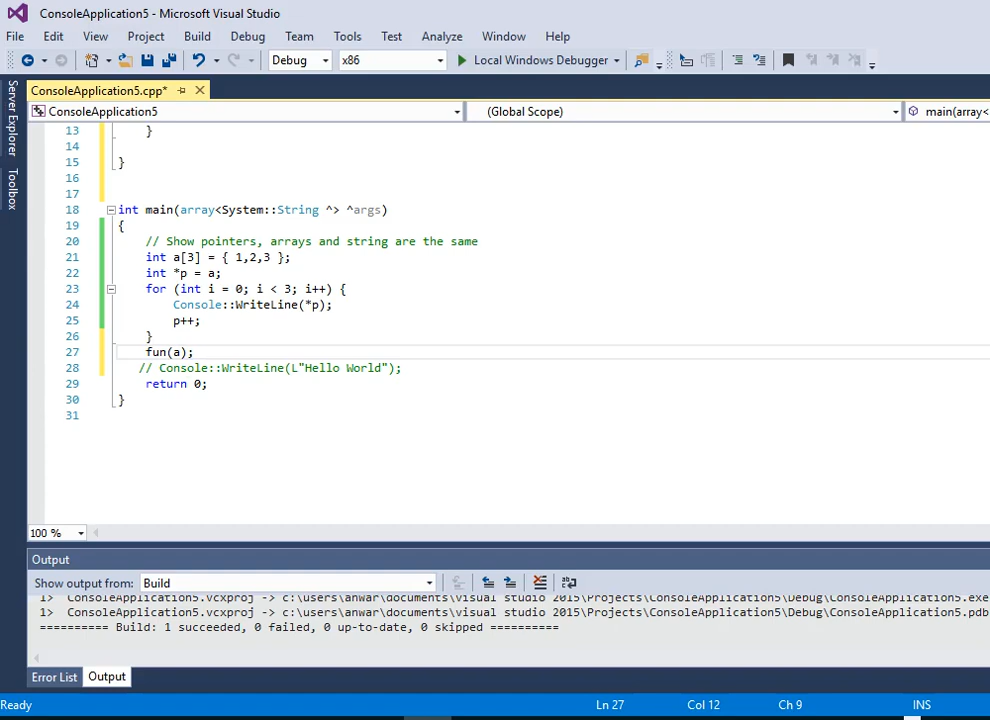 ConsoleApplication5 - Microsoft Visual Studio
File Edit View Project Build Debug Team Tools Test Analyze Window Help
Debug x86 Local Windows Debugger
Server Explorer
Toolbox
ConsoleApplication5.cpp*
ConsoleApplication5 (Global Scope) main(array<
13 }
14
15 }
16
17
18 int main(array<System::String ^> ^args)
19 {
20 // Show pointers, arrays and string are the same
21 int a[3] = { 1,2,3 };
22 int *p = a;
23 for (int i = 0; i < 3; i++) {
24 Console::WriteLine(*p);
25 p++;
26 }
27 fun(a);
28 // Console::WriteLine(L"Hello World");
29 return 0;
30 }
31
100 %
Output
Show output from: Build
1> ConsoleApplication5.vcxproj -> c:\users\anwar\documents\visual studio 2015\Projects\ConsoleApplication5\Debug\ConsoleApplication5.exe
1> ConsoleApplication5.vcxproj -> c:\users\anwar\documents\visual studio 2015\Projects\ConsoleApplication5\Debug\ConsoleApplication5.pdb
========== Build: 1 succeeded, 0 failed, 0 up-to-date, 0 skipped ==========
Error List Output
Ready Ln 27 Col 12 Ch 9 INS